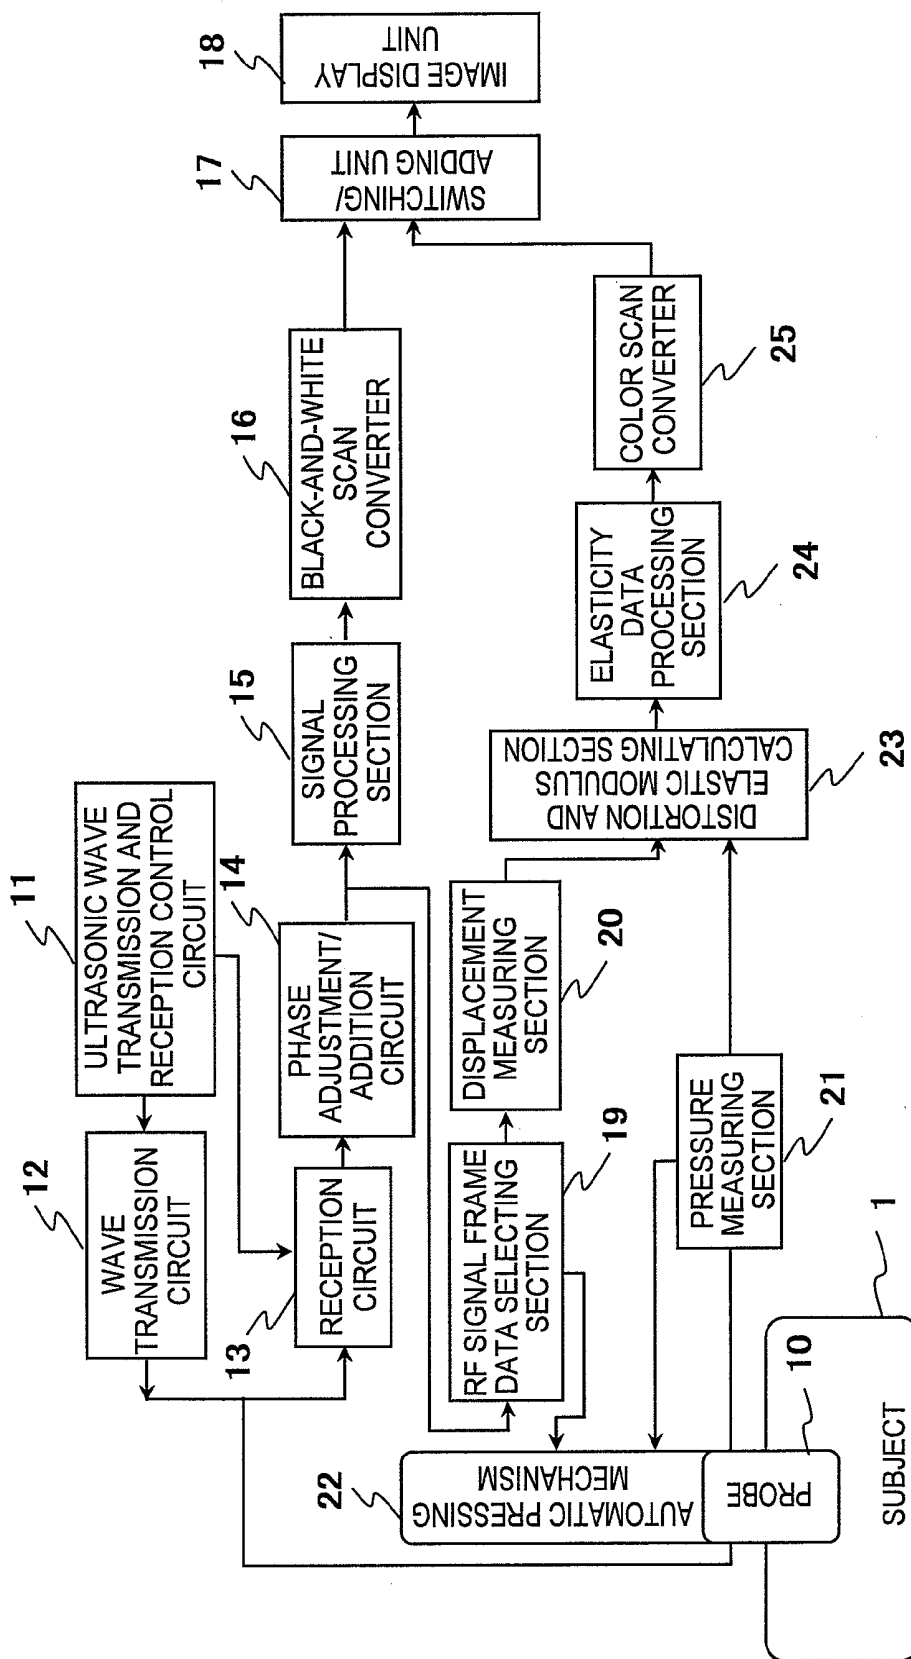 11
ULTRASONIC WAVE
TRANSMISSION AND
RECEPTION CONTROL
CIRCUIT
12
WAVE
TRANSMISSION
CIRCUIT
13
RECEPTION
CIRCUIT
14
PHASE
ADJUSTMENT/
ADDITION
CIRCUIT
15
SIGNAL
PROCESSING
SECTION
16
BLACK-AND-WHITE
SCAN
CONVERTER
17
SWITCHING/
ADDING UNIT
18
IMAGE DISPLAY
UNIT
RF SIGNAL FRAME
DATA SELECTING
SECTION
19
DISPLACEMENT
MEASURING
SECTION
20
PRESSURE
MEASURING
SECTION
21
22
AUTOMATIC PRESSING
MECHANISM
DISTORTION AND
ELASTIC MODULUS
CALCULATING SECTION
23
ELASTICITY
DATA
PROCESSING
SECTION
24
COLOR SCAN
CONVERTER
25
PROBE
10
SUBJECT
1